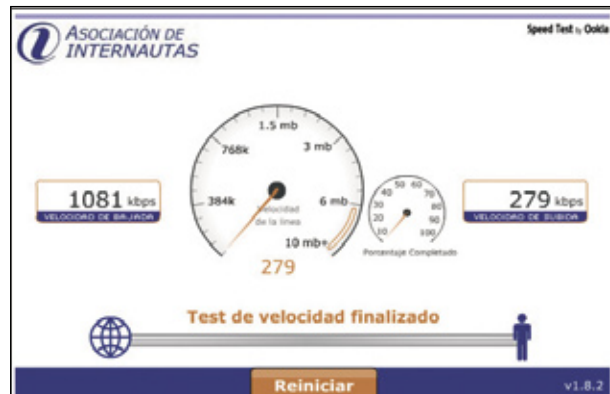 ASOCIACIÓN DE
INTERNAUTAS
Speed Test by Ookla
1.5 mb
768k
3 mb
384k
6 mb
10 mb+
Velocidad
de la línea
279
1081 kbps
VELOCIDAD DE BAJADA
10
20
30
40
50
60
70
80
90
100
Porcentaje Completado
279 kbps
VELOCIDAD DE SUBIDA
Test de velocidad finalizado
Reiniciar
v1.8.2